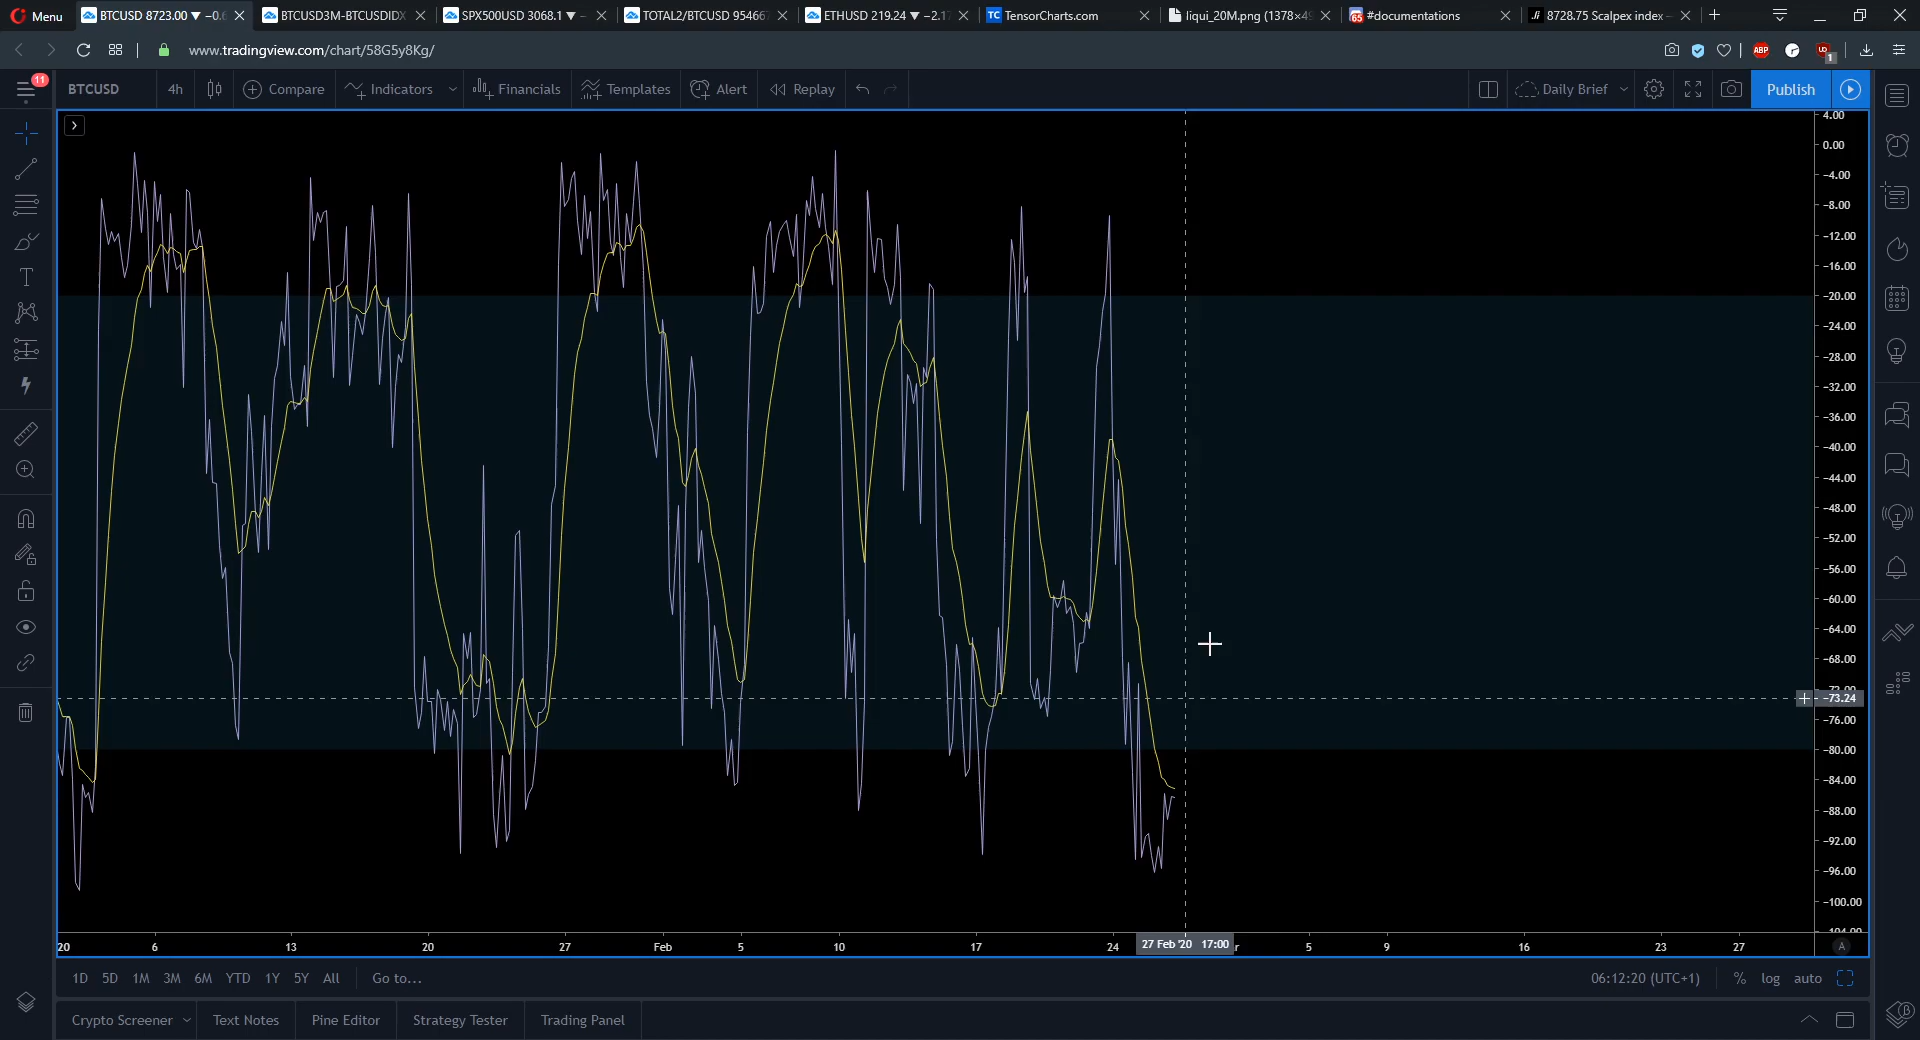 Menu
BTCUSD 8723.00 ▼ −0.6
BTCUSD3M-BTCUSDIDX
SPX500USD 3068.1 ▼ −
TOTAL2/BTCUSD 95466
ETHUSD 219.24 ▼ −2.1
TC TensorCharts.com
liqui_20M.png (1378×4
65 #documentations
8728.75 Scalpex index -
www.tradingview.com/chart/58G5y8Kg/
ABP
1
11
BTCUSD
4h
Compare
Indicators
Financials
Templates
Alert
Replay
Daily Brief
Publish
4.00
0.00
−4.00
−8.00
−12.00
−16.00
−20.00
−24.00
−28.00
−32.00
−36.00
−40.00
−44.00
−48.00
−52.00
−56.00
−60.00
−64.00
−68.00
−73.24
−76.00
−80.00
−84.00
−88.00
−92.00
−96.00
−100.00
20 6 13 20 27 Feb 5 10 17 24 27 Feb '20 17:00 r 5 9 16 23 27 A
1D 5D 1M 3M 6M YTD 1Y 5Y All Go to...
06:12:20 (UTC+1) % log auto
Crypto Screener Text Notes Pine Editor Strategy Tester Trading Panel